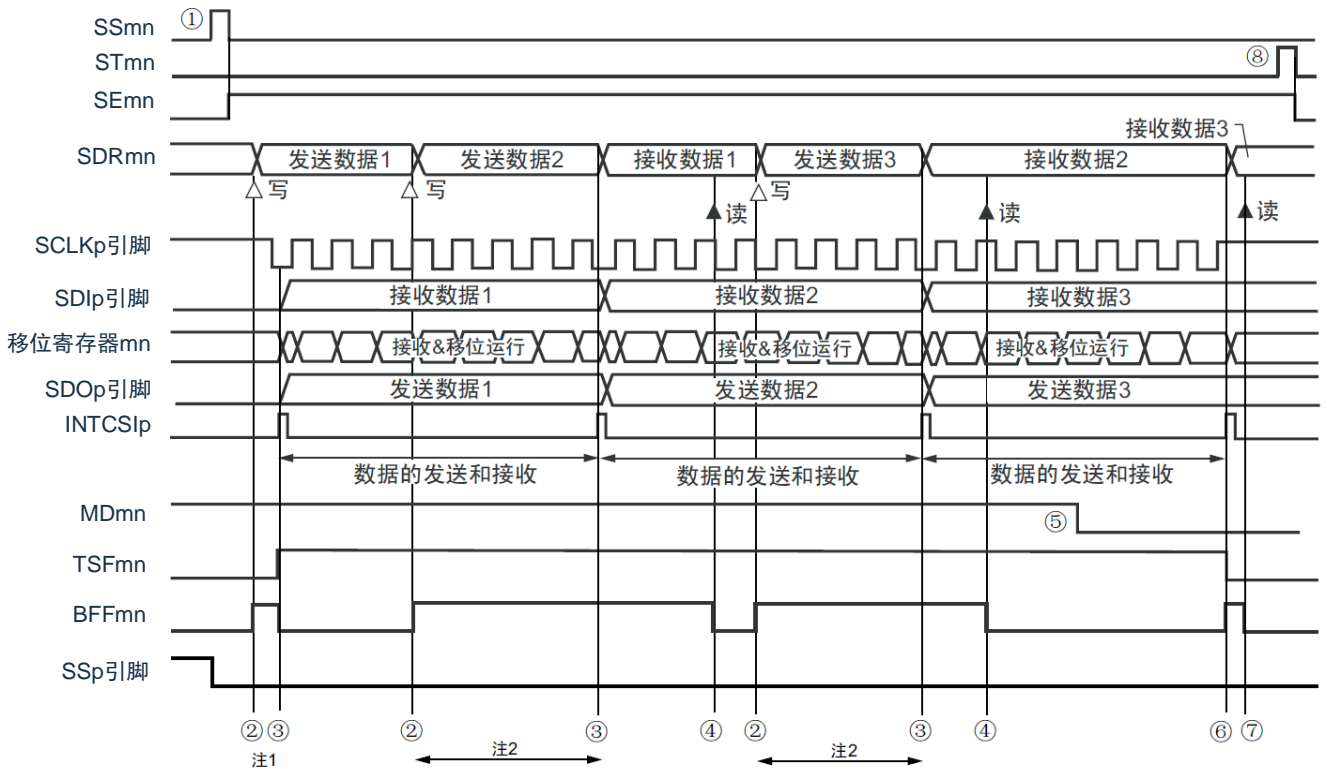 SSmn ①
STmn ⑧
SEmn
接收数据3
SDRmn 发送数据1 发送数据2 接收数据1 发送数据3 接收数据2
写 写 写
读 读 读
SCLKp引脚
SDIp引脚 接收数据1 接收数据2 接收数据3
移位寄存器mn 接收&移位运行 接收&移位运行 接收&移位运行
SDOp引脚 发送数据1 发送数据2 发送数据3
INTCSIp
数据的发送和接收 数据的发送和接收 数据的发送和接收
MDmn ⑤
TSFmn
BFFmn
SSp引脚
② ③ ② ③ ④ ② ③ ④ ⑥ ⑦
注1 注2 注2